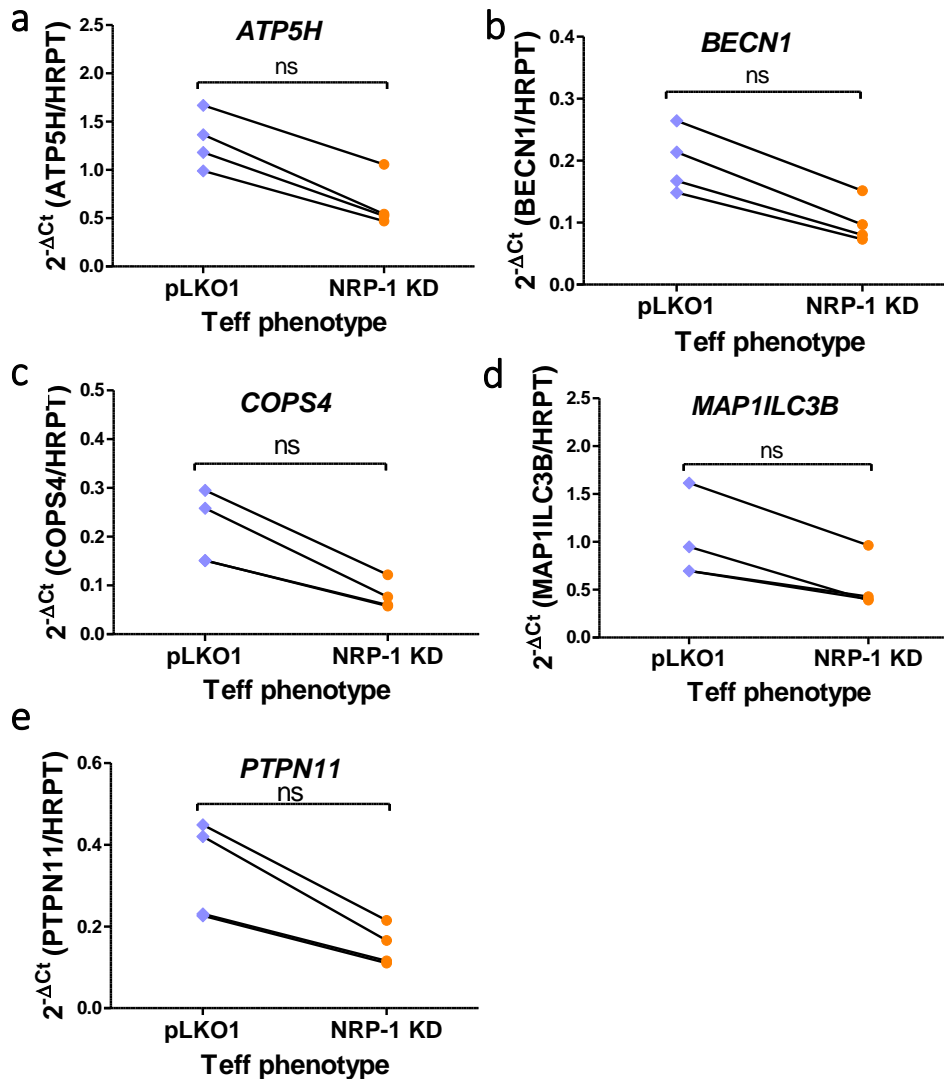 a
ATP5H
ns
2.5
2.0
1.5
1.0
0.5
0.0
2^-ΔCt (ATP5H/HRPT)
pLKO1 NRP-1 KD
Teff phenotype
b
BECN1
ns
0.4
0.3
0.2
0.1
0.0
2^-ΔCt (BECN1/HRPT)
pLKO1 NRP-1 KD
Teff phenotype
c
COPS4
ns
0.5
0.4
0.3
0.2
0.1
0.0
2^-ΔCt (COPS4/HRPT)
pLKO1 NRP-1 KD
Teff phenotype
d
MAP1ILC3B
ns
2.5
2.0
1.5
1.0
0.5
0.0
2^-ΔCt (MAP1ILC3B/HRPT)
pLKO1 NRP-1 KD
Teff phenotype
e
PTPN11
ns
0.6
0.4
0.2
0.0
2^-ΔCt (PTPN11/HRPT)
pLKO1 NRP-1 KD
Teff phenotype